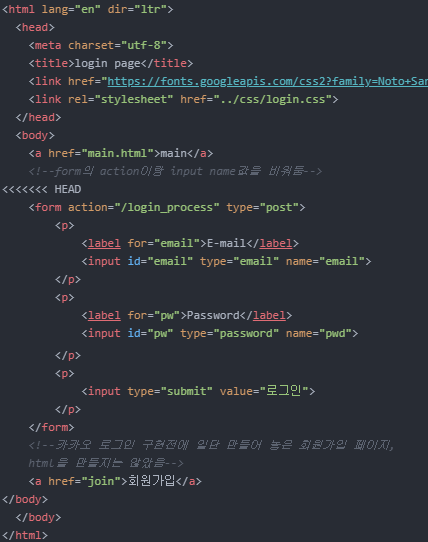 <html lang="en" dir="ltr">
<head>
<meta charset="utf-8">
<title>login page</title>
<link href="https://fonts.googleapis.com/css2?family=Noto+San
<link rel="stylesheet" href="../css/login.css">
</head>
<body>
<a href="main.html">main</a>
<!--form의 action이랑 input name값을 비워둠-->
<<<<<<< HEAD
<form action="/login_process" type="post">
<p>
<label for="email">E-mail</label>
<input id="email" type="email" name="email">
</p>
<p>
<label for="pw">Password</label>
<input id="pw" type="password" name="pwd">
</p>
<p>
<input type="submit" value="로그인">
</p>
</form>
<!--카카오 로그인 구현전에 일단 만들어 놓은 회원가입 페이지,
html을 만들지는 않았음-->
<a href="join">회원가입</a>
</body>
</body>
</html>